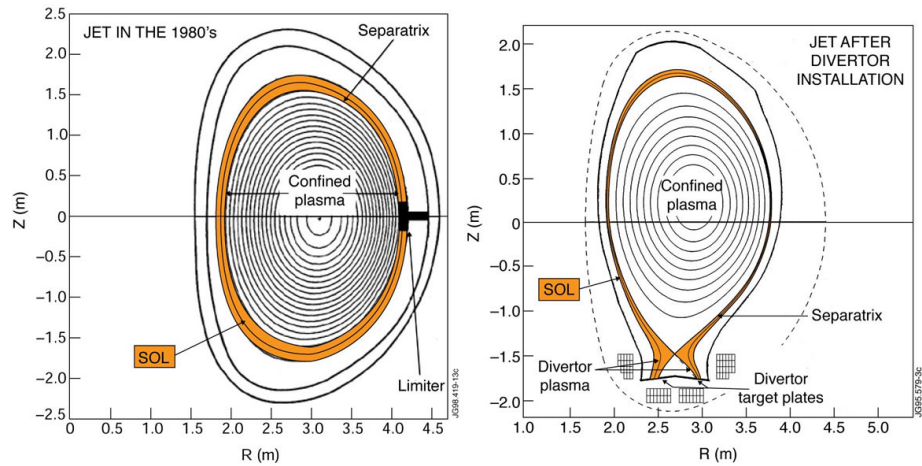 JET IN THE 1980's
Separatrix
Confined
plasma
SOL
Limiter
Z (m)
2.5
2.0
1.5
1.0
0.5
0
−0.5
−1.0
−1.5
−2.0
−2.5
0 0.5 1.0 1.5 2.0 2.5 3.0 3.5 4.0 4.5
R (m)
JG98.419-13c
JET AFTER
DIVERTOR
INSTALLATION
Confined
plasma
SOL
Separatrix
Divertor
plasma
Divertor
target plates
Z (m)
2.0
1.5
1.0
0.5
0
−0.5
−1.0
−1.5
−2.0
1.0 1.5 2.0 2.5 3.0 3.5 4.0 4.5 5.0
R (m)
JG95.579-3c